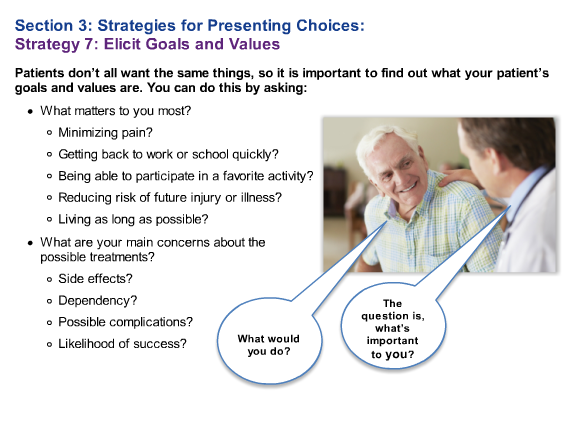 Section 3: Strategies for Presenting Choices:
Strategy 7: Elicit Goals and Values
Patients don’t all want the same things, so it is important to find out what your patient’s
goals and values are. You can do this by asking:
• What matters to you most?
o Minimizing pain?
o Getting back to work or school quickly?
o Being able to participate in a favorite activity?
o Reducing risk of future injury or illness?
o Living as long as possible?
• What are your main concerns about the
possible treatments?
o Side effects?
o Dependency?
o Possible complications?
o Likelihood of success?
What would
you do?
The
question is,
what’s
important
to you?